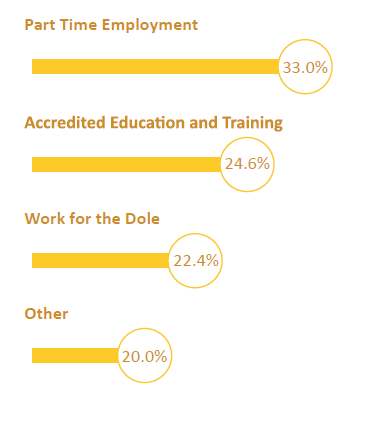 Part Time Employment
33.0%
Accredited Education and Training
24.6%
Work for the Dole
22.4%
Other
20.0%